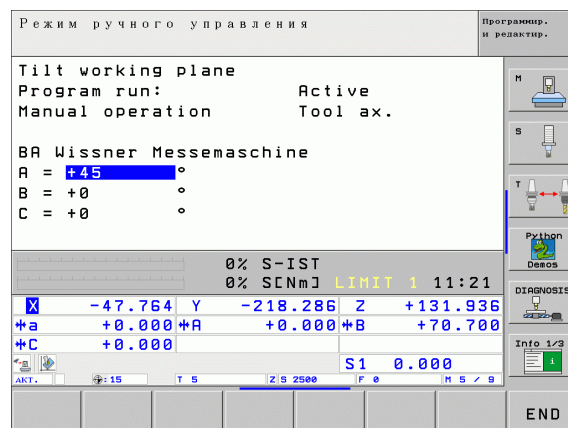 Режим ручного управления
Программир.
и редактир.
Tilt working plane
Program run: Active
Manual operation Tool ax.
BA Wissner Messemaschine
A = +45 °
B = +0 °
C = +0 °
0% S-IST
0% S[Nm] LIMIT 1 11:21
X -47.764 Y -218.286 Z +131.936
a +0.000 A +0.000 B +70.700
C +0.000
S1 0.000
АКТ. : 15 T 5 Z S 2500 F 0 M 5 / 9
M
S
T
Python
Demos
DIAGNOSIS
Info 1/3
i
END